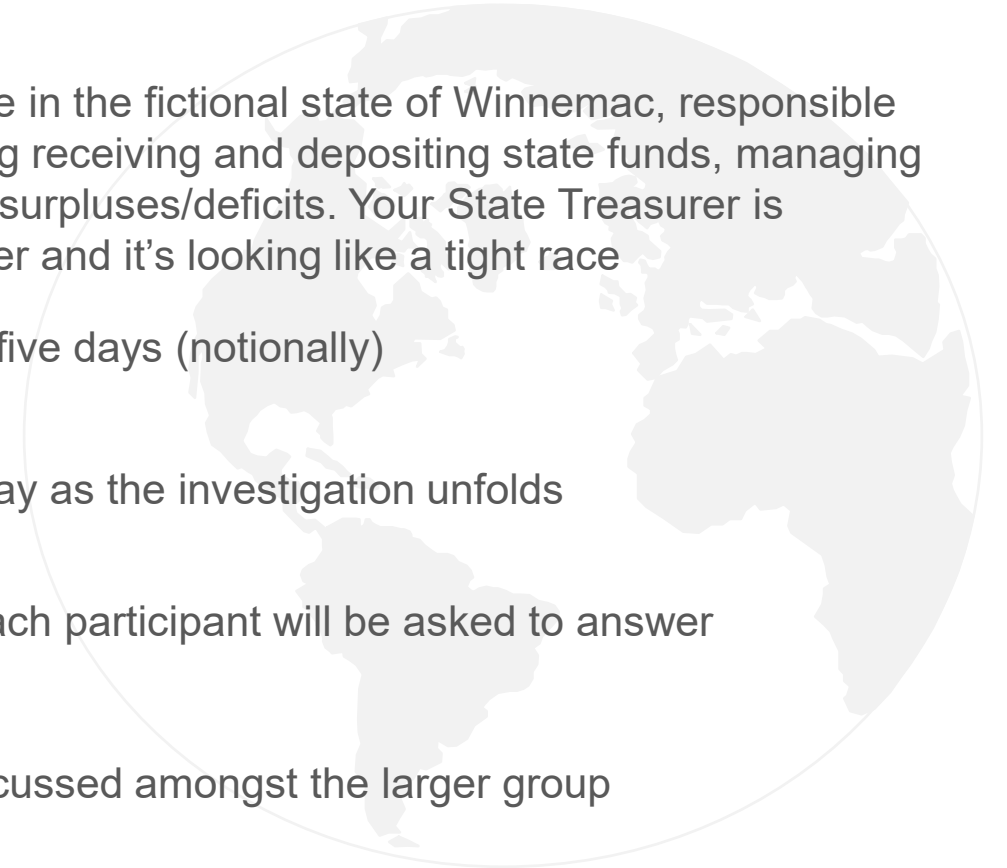 e in the fictional state of Winnemac, responsible
g receiving and depositing state funds, managing
surpluses/deficits. Your State Treasurer is
er and it’s looking like a tight race
five days (notionally)
ay as the investigation unfolds
ach participant will be asked to answer
cussed amongst the larger group